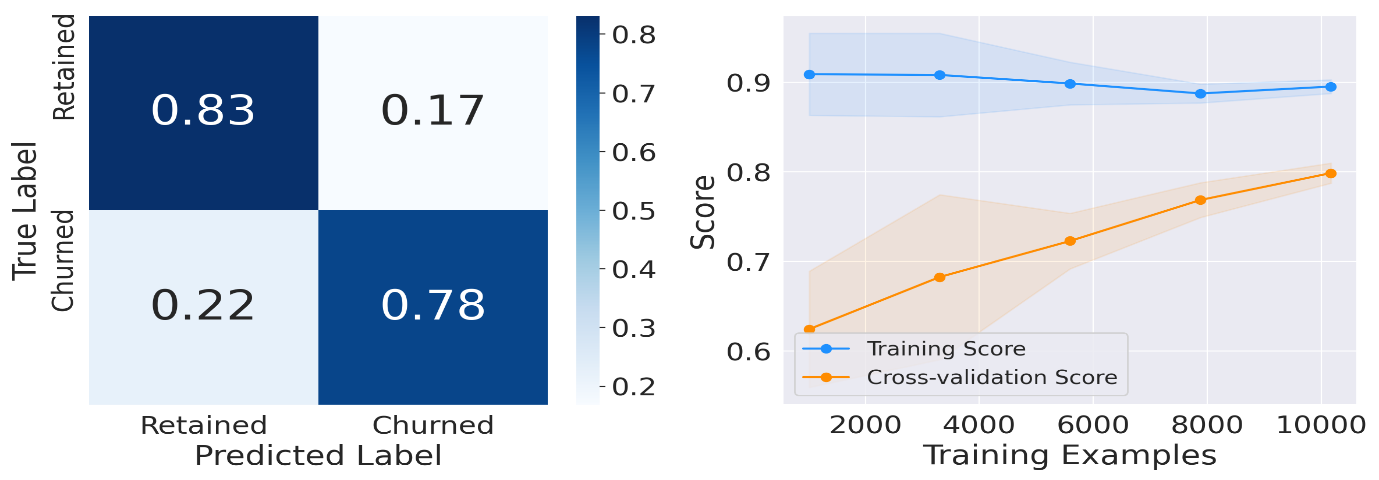 True Label
Retained
Churned
0.83
0.17
0.22
0.78
Retained
Churned
Predicted Label
0.8
0.7
0.6
0.5
0.4
0.3
0.2
Score
0.9
0.8
0.7
0.6
Training Score
Cross-validation Score
2000
4000
6000
8000
10000
Training Examples